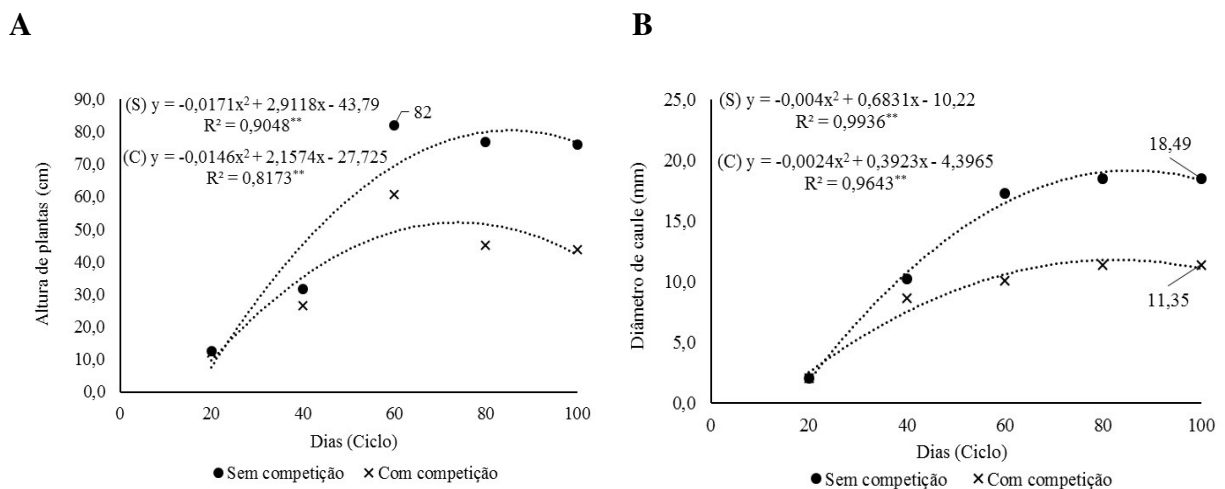 A
(S) y = -0,0171x² + 2,9118x - 43,79
R² = 0,9048**
(C) y = -0,0146x² + 2,1574x - 27,725
R² = 0,8173**
82
Altura de plantas (cm)
90,0
80,0
70,0
60,0
50,0
40,0
30,0
20,0
10,0
0,0
0 20 40 60 80 100
Dias (Ciclo)
● Sem competição × Com competição
B
(S) y = -0,004x² + 0,6831x - 10,22
R² = 0,9936**
(C) y = -0,0024x² + 0,3923x - 4,3965
R² = 0,9643**
18,49
11,35
Diâmetro de caule (mm)
25,0
20,0
15,0
10,0
5,0
0,0
0 20 40 60 80 100
Dias (Ciclo)
● Sem competição × Com competição